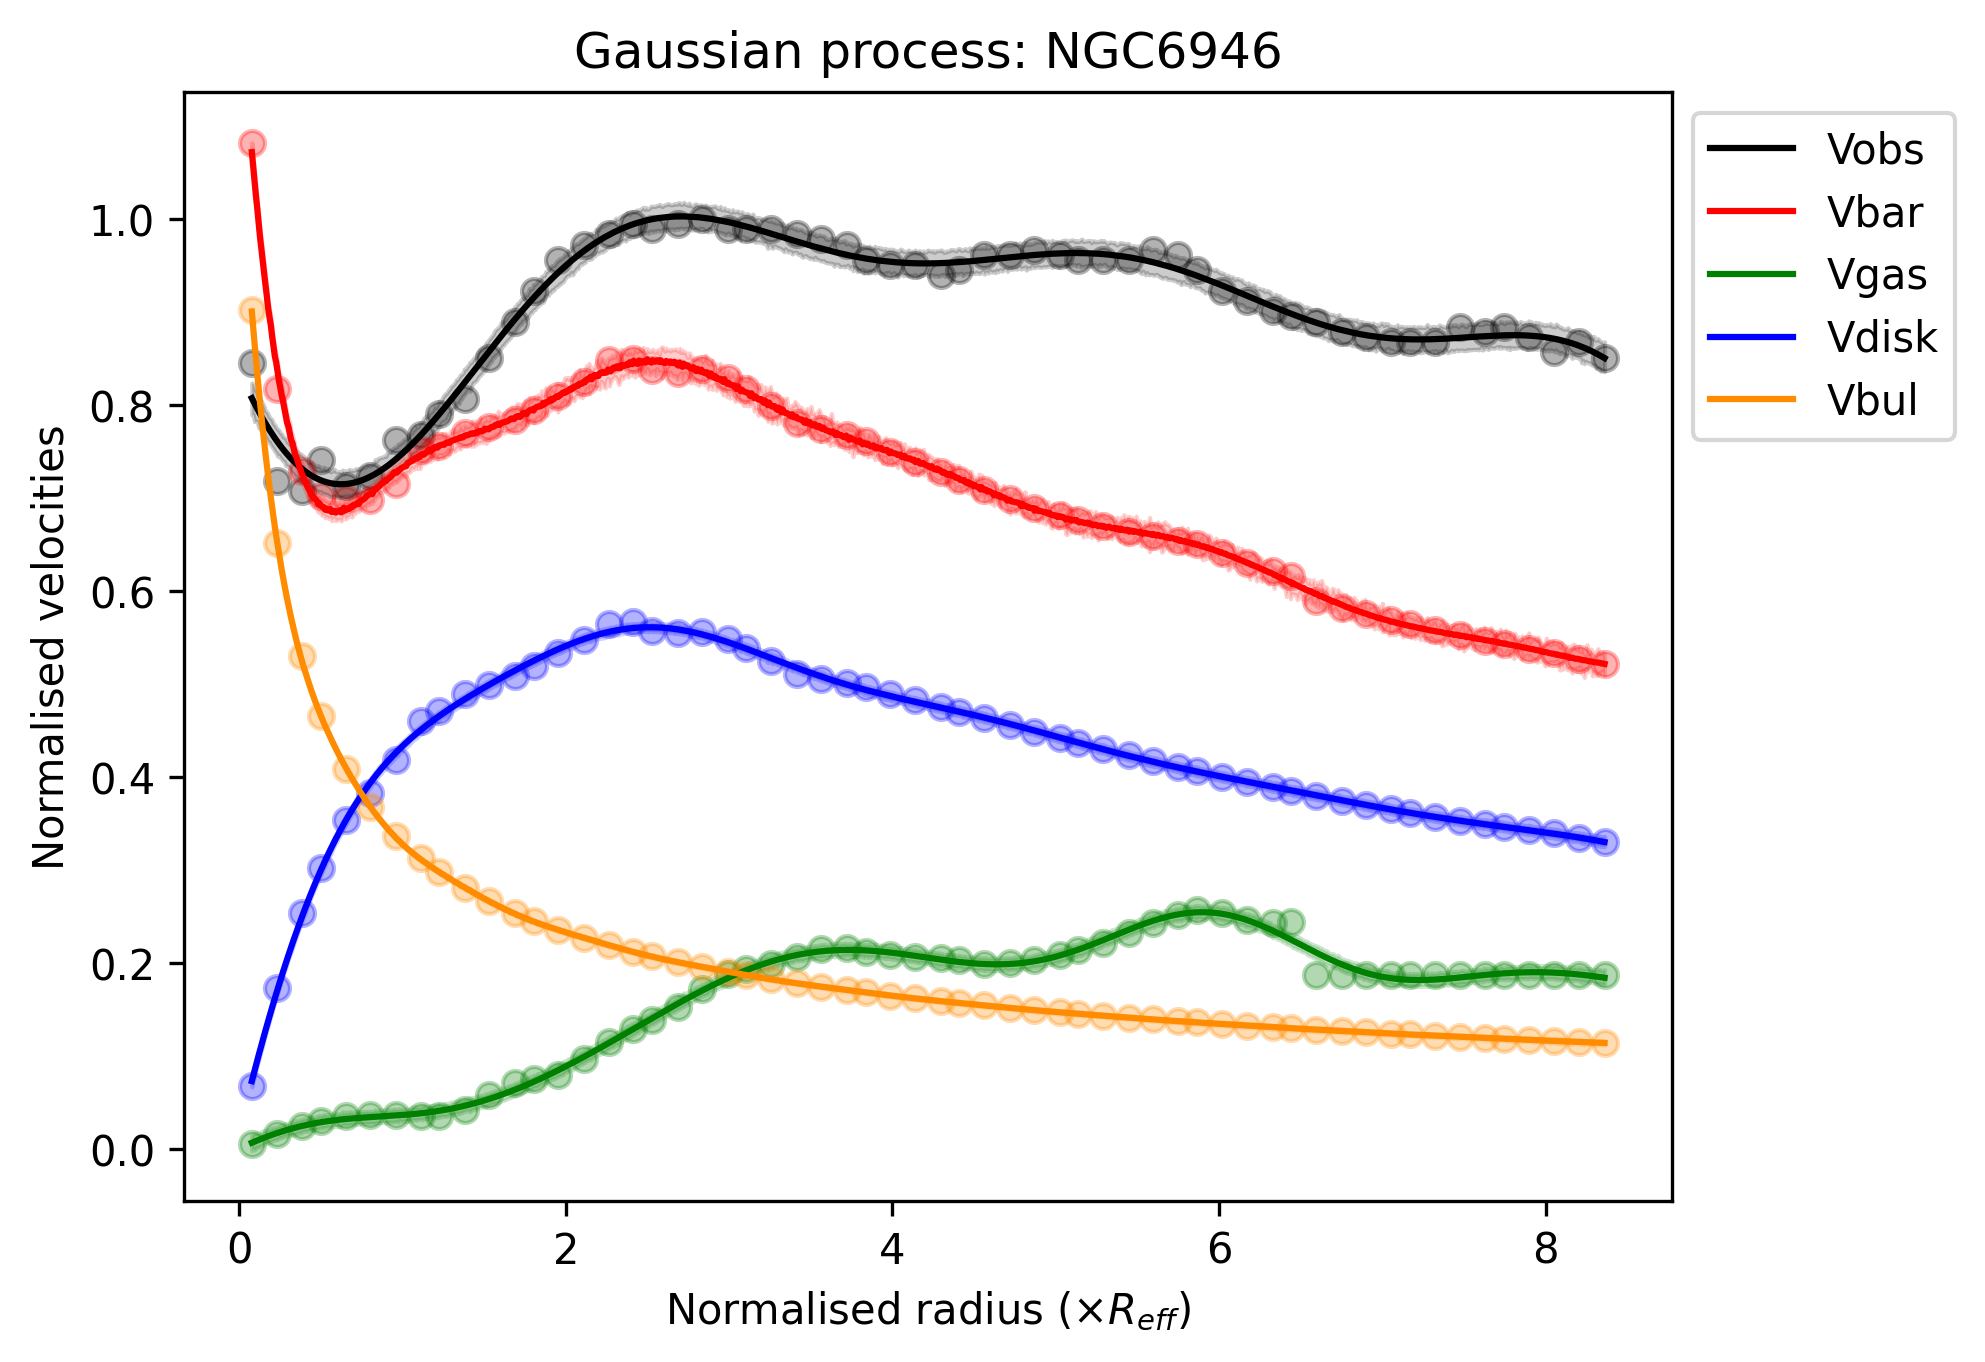 Gaussian process: NGC6946
Vobs
Vbar
Vgas
Vdisk
Vbul
Normalised velocities
1.0
0.8
0.6
0.4
0.2
0.0
0 2 4 6 8
Normalised radius (×R_eff)